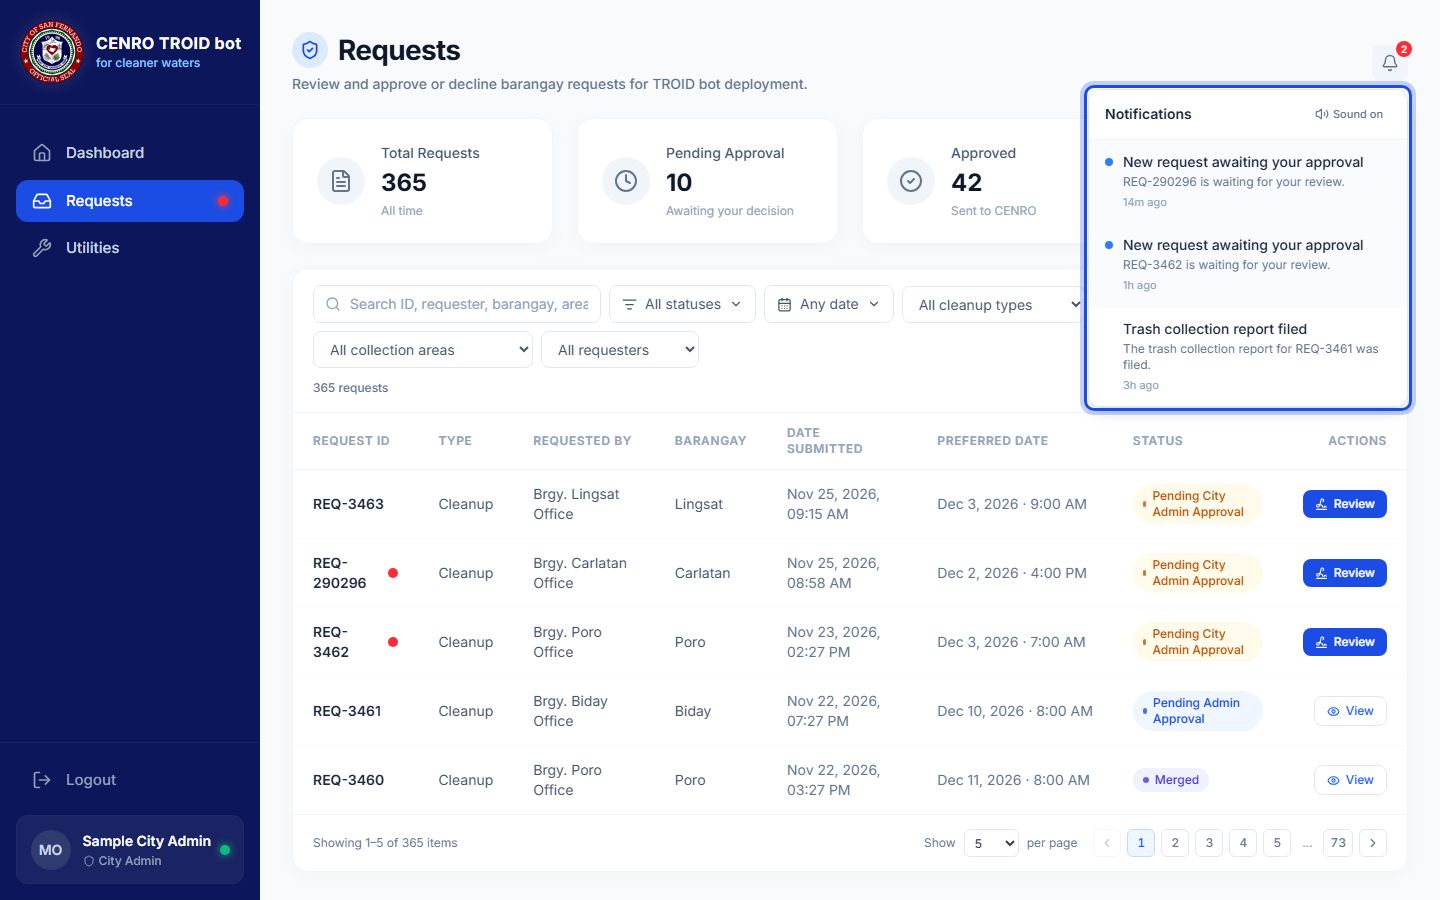 CITY OF SAN FERNANDO
OFFICIAL SEAL
CENRO TROID bot
for cleaner waters
Dashboard
Requests
Utilities
Logout
MO
Sample City Admin
City Admin
Requests
Review and approve or decline barangay requests for TROID bot deployment.
2
Total Requests
365
All time
Pending Approval
10
Awaiting your decision
Approved
42
Sent to CENRO
Notifications
Sound on
New request awaiting your approval
REQ-290296 is waiting for your review.
14m ago
New request awaiting your approval
REQ-3462 is waiting for your review.
1h ago
Trash collection report filed
The trash collection report for REQ-3461 was
filed.
3h ago
Search ID, requester, barangay, area
All statuses
Any date
All cleanup types
All collection areas
All requesters
365 requests
REQUEST ID TYPE REQUESTED BY BARANGAY DATE SUBMITTED PREFERRED DATE STATUS ACTIONS
REQ-3463 Cleanup Brgy. Lingsat Office Lingsat Nov 25, 2026, 09:15 AM Dec 3, 2026 · 9:00 AM Pending City Admin Approval Review
REQ-290296 Cleanup Brgy. Carlatan Office Carlatan Nov 25, 2026, 08:58 AM Dec 2, 2026 · 4:00 PM Pending City Admin Approval Review
REQ-3462 Cleanup Brgy. Poro Office Poro Nov 23, 2026, 02:27 PM Dec 3, 2026 · 7:00 AM Pending City Admin Approval Review
REQ-3461 Cleanup Brgy. Biday Office Biday Nov 22, 2026, 07:27 PM Dec 10, 2026 · 8:00 AM Pending Admin Approval View
REQ-3460 Cleanup Brgy. Poro Office Poro Nov 22, 2026, 03:27 PM Dec 11, 2026 · 8:00 AM Merged View
Showing 1–5 of 365 items
Show 5 per page
1 2 3 4 5 ... 73